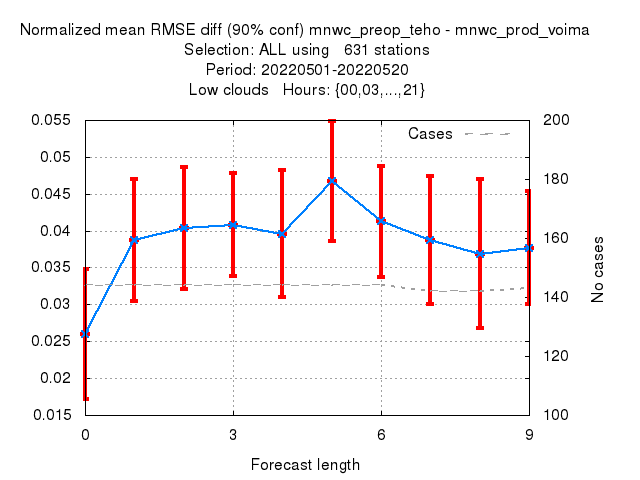 Normalized mean RMSE diff (90% conf) mnwc_preop_teho - mnwc_prod_voima
Selection: ALL using   631 stations
Period: 20220501-20220520
Low clouds   Hours: {00,03,...,21}
Cases
0.055
0.05
0.045
0.04
0.035
0.03
0.025
0.02
0.015
200
180
160
140
120
100
No cases
0 3 6 9
Forecast length